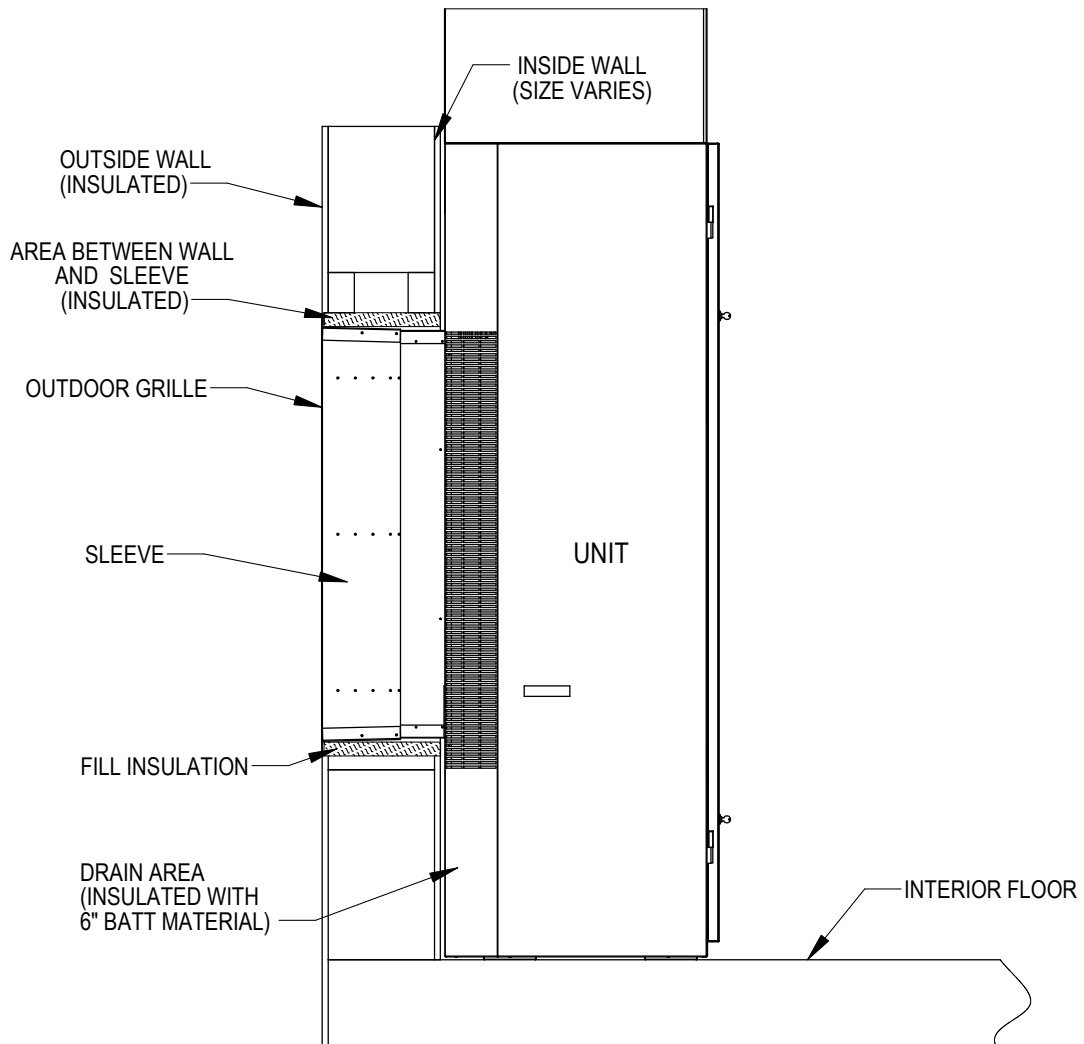 INSIDE WALL
(SIZE VARIES)
OUTSIDE WALL
(INSULATED)
AREA BETWEEN WALL
AND SLEEVE
(INSULATED)
OUTDOOR GRILLE
SLEEVE
UNIT
FILL INSULATION
DRAIN AREA
(INSULATED WITH
6" BATT MATERIAL)
INTERIOR FLOOR